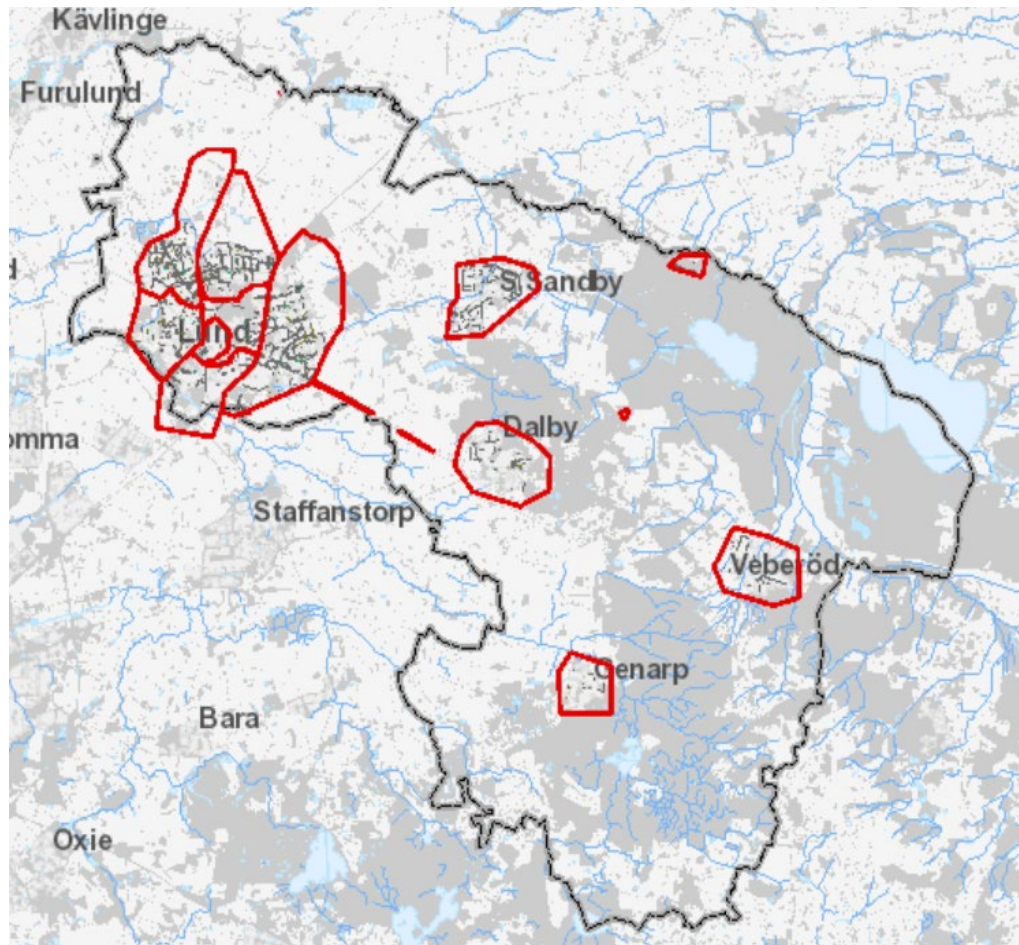 Kävlinge
Furulund
d
S Sandby
Lund
Dalby
omma
Staffanstorp
Veberöd
Genarp
Bara
Oxie